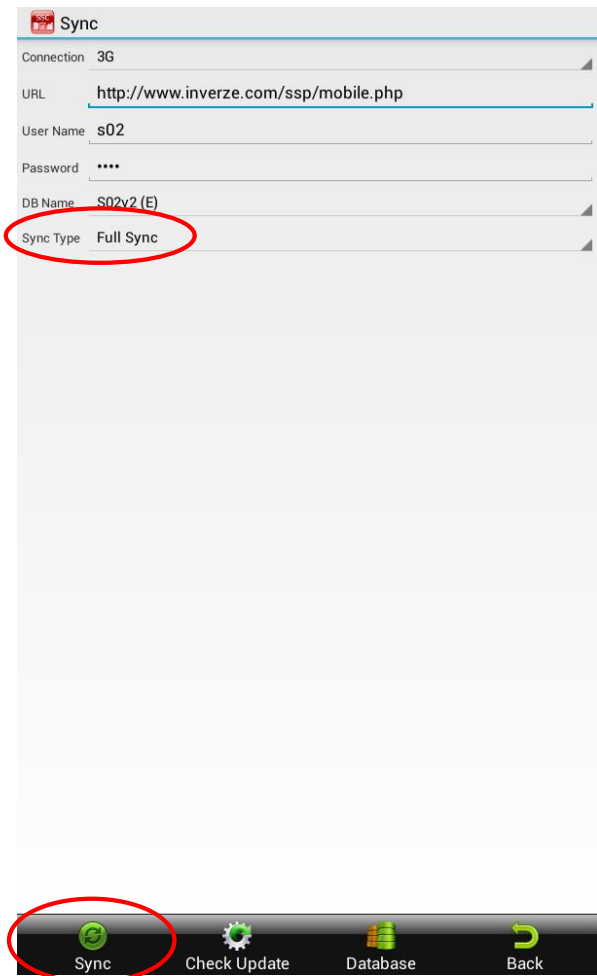 SSC Sync
Connection 3G
URL http://www.inverze.com/ssp/mobile.php
User Name s02
Password ••••
DB Name S02v2 (E)
Sync Type Full Sync
Sync Check Update Database Back